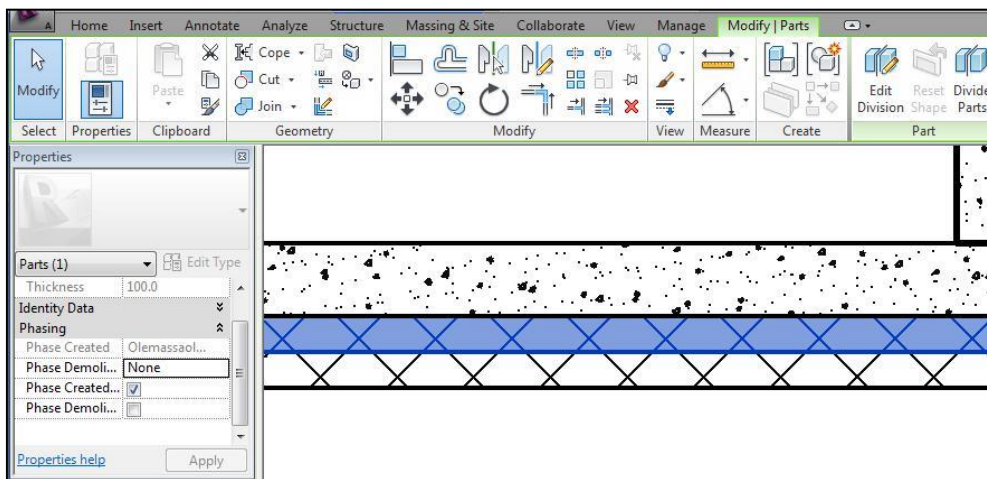 A Home Insert Annotate Analyze Structure Massing & Site Collaborate View Manage Modify | Parts
Modify
Paste
Cope
Cut
Join
Edit Division
Reset Shape
Divide Parts
Select Properties Clipboard Geometry Modify View Measure Create Part
Properties
R
Parts (1) Edit Type
Thickness 100.0
Identity Data
Phasing
Phase Created Olemassaol...
Phase Demoli... None
Phase Created...
Phase Demoli...
Properties help Apply